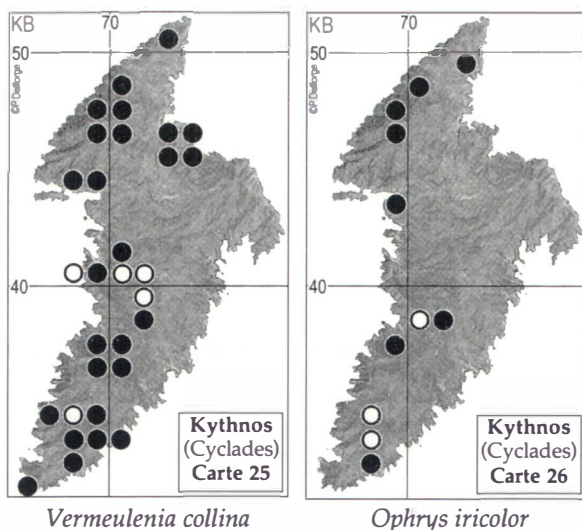 KB
70
50
©P Delforge
40
Kythnos
(Cyclades)
Carte 25
Vermeulenia collina
KB
70
50
©P Delforge
40
Kythnos
(Cyclades)
Carte 26
Ophrys iricolor